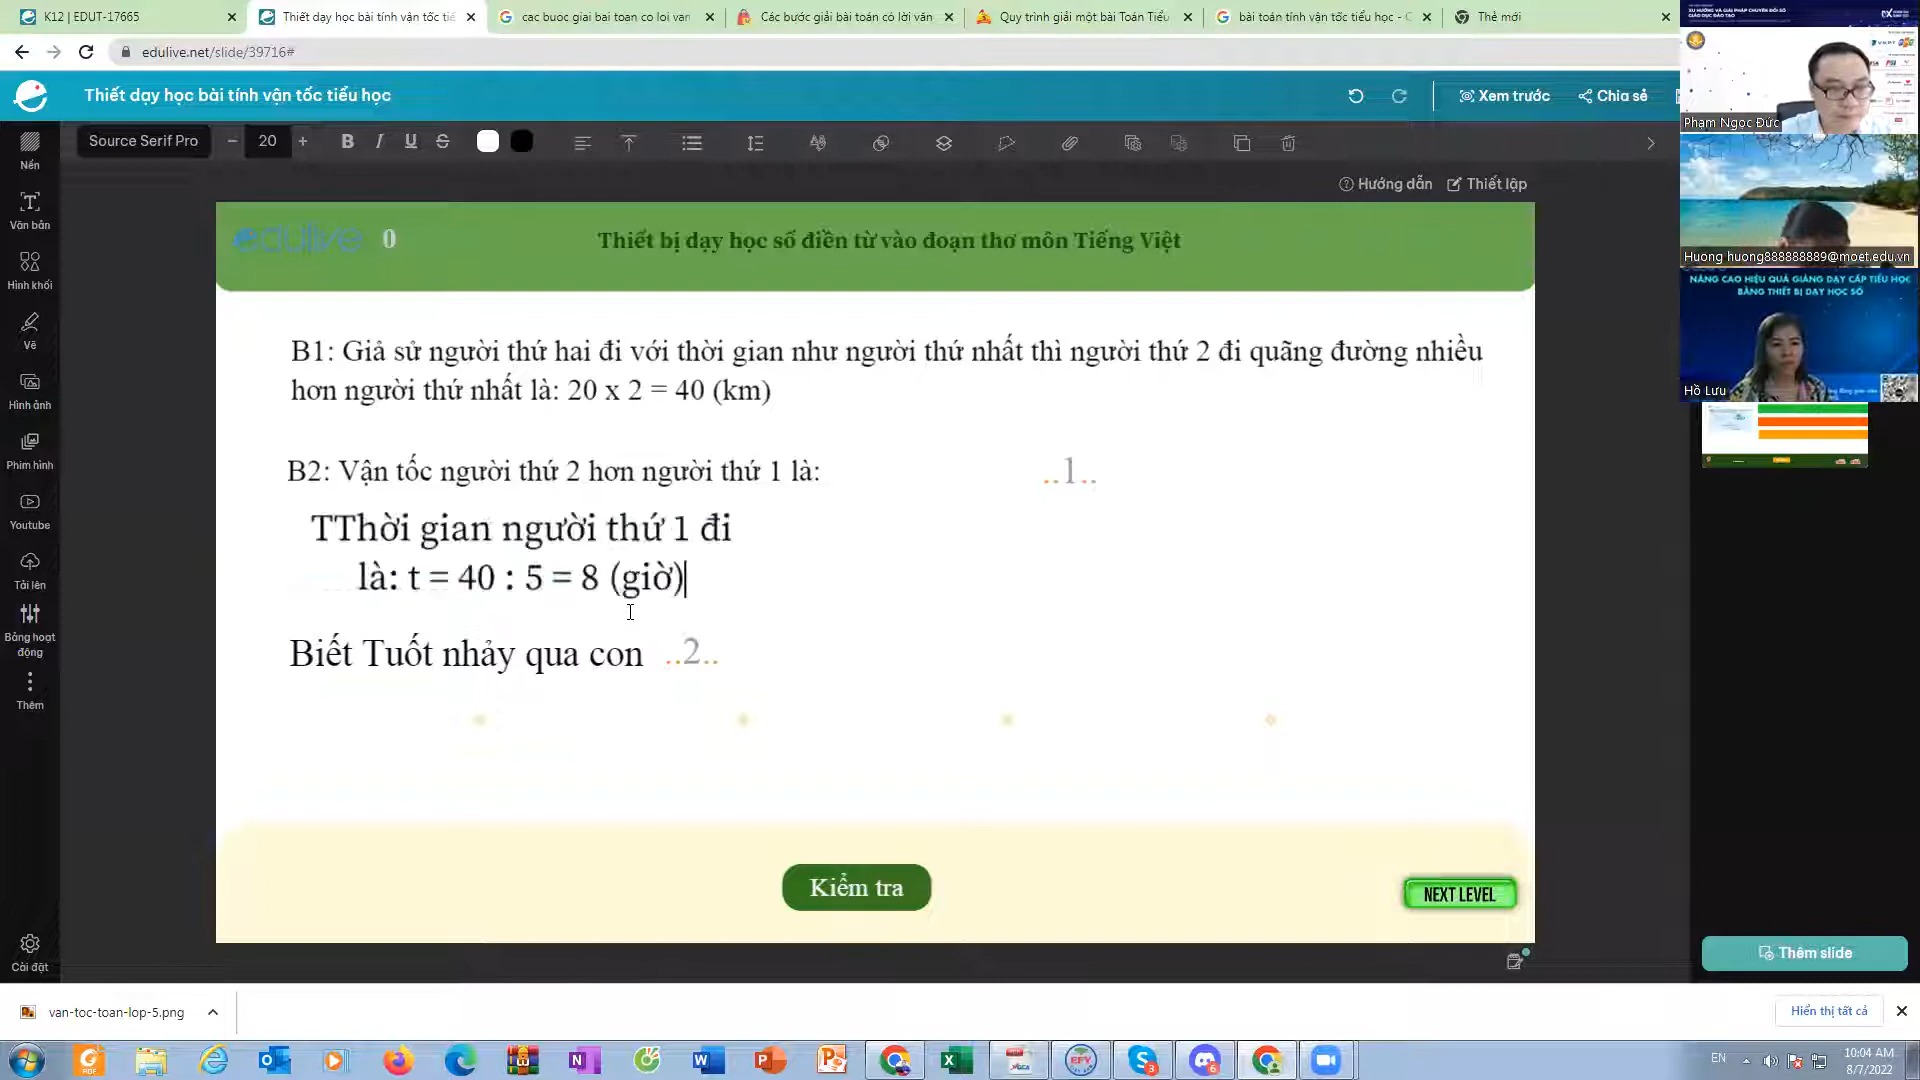 K12 | EDUT-17665
Thiết dạy học bài tính vận tốc tiể
cac buoc giai bai toan co loi van
Các bước giải bài toán có lời văn
Quy trình giải một bài Toán Tiểu
bài toán tính vận tốc tiểu học - C
Thẻ mới
edulive.net/slide/39716#
Thiết dạy học bài tính vận tốc tiểu học
Xem trước
Chia sẻ
Source Serif Pro
− 20 +
B I U S
Hướng dẫn
Thiết lập
Nền
Văn bản
Hình khối
Vẽ
Hình ảnh
Phim hình
Youtube
Tải lên
Bảng hoạt
động
Thêm
Cài đặt
edulive 0
Thiết bị dạy học số điền từ vào đoạn thơ môn Tiếng Việt
B1: Giả sử người thứ hai đi với thời gian như người thứ nhất thì người thứ 2 đi quãng đường nhiều
hơn người thứ nhất là: 20 x 2 = 40 (km)
B2: Vận tốc người thứ 2 hơn người thứ 1 là:
..1..
TThời gian người thứ 1 đi
là: t = 40 : 5 = 8 (giờ)
Biết Tuốt nhảy qua con ..2..
Kiểm tra
NEXT LEVEL
Phạm Ngọc Đức
Huong huong888888889@moet.edu.vn
NÂNG CAO HIỆU QUẢ GIẢNG DẠY CẤP TIỂU HỌC
BẰNG THIẾT BỊ DẠY HỌC SỐ
Hồ Lưu
Thêm slide
van-toc-toan-lop-5.png
Hiển thị tất cả
EN
10:04 AM
8/7/2022